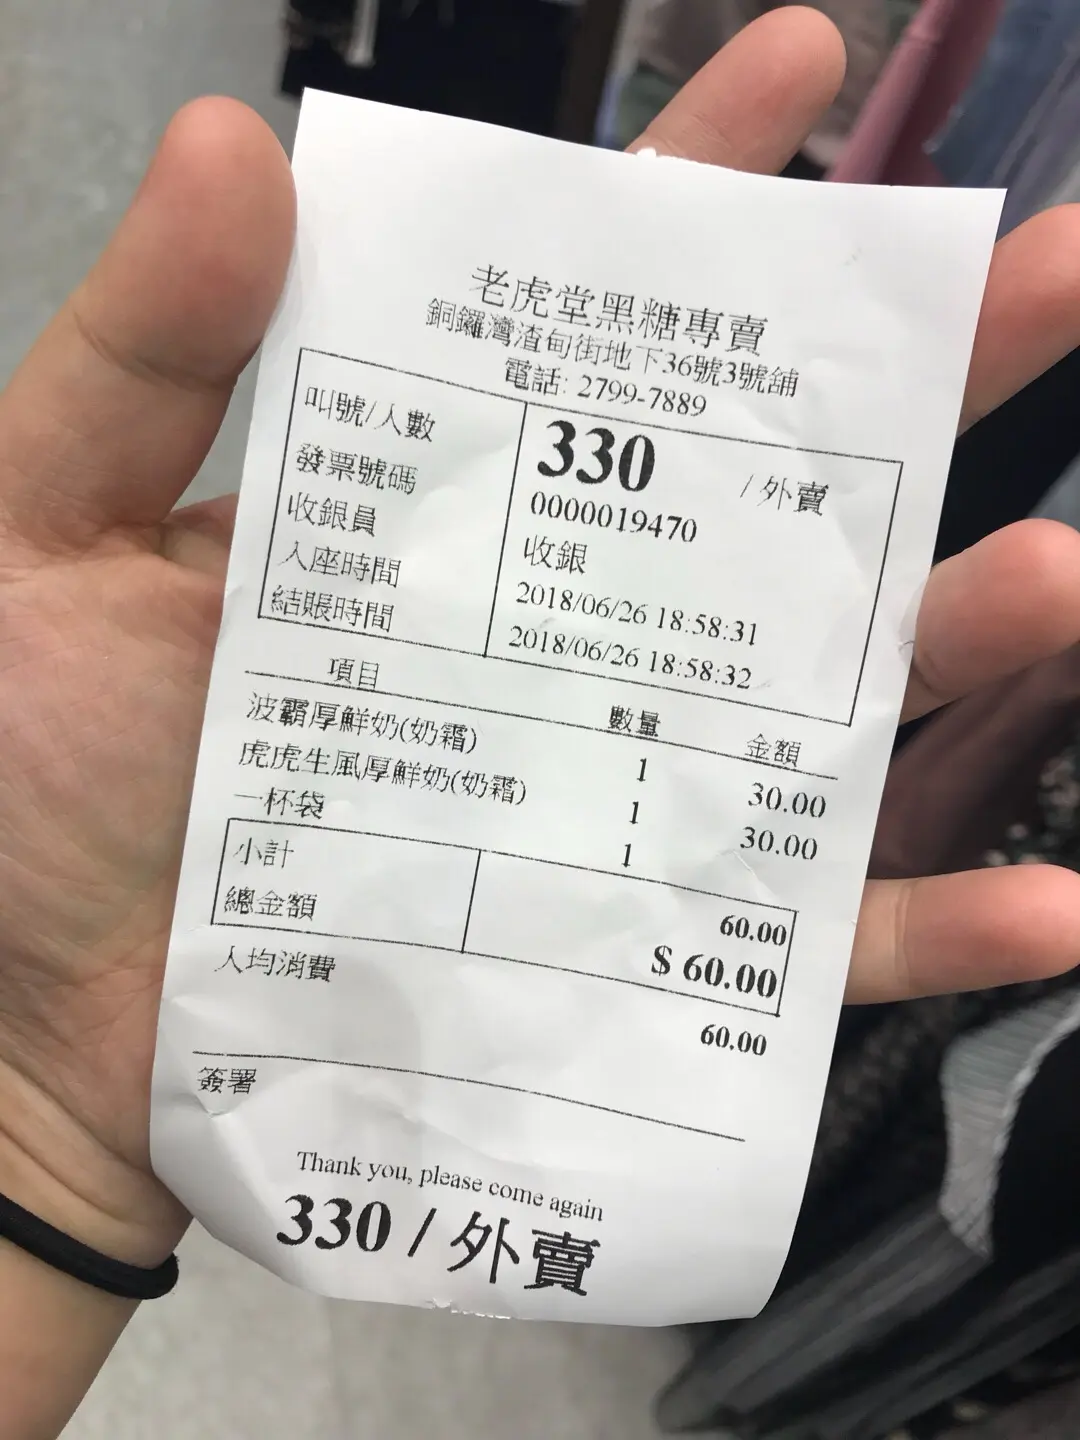 老虎堂黑糖專賣
銅鑼灣渣甸街地下36號3號舖
電話: 2799-7889
叫號/人數 330 /外賣
發票號碼 0000019470
收銀員 收銀
入座時間 2018/06/26 18:58:31
結賬時間 2018/06/26 18:58:32
項目 數量 金額
波霸厚鮮奶(奶霜) 1 30.00
虎虎生風厚鮮奶(奶霜) 1 30.00
一杯袋 1
小計 60.00
總金額 $ 60.00
人均消費 60.00
簽署
Thank you, please come again
330 / 外賣